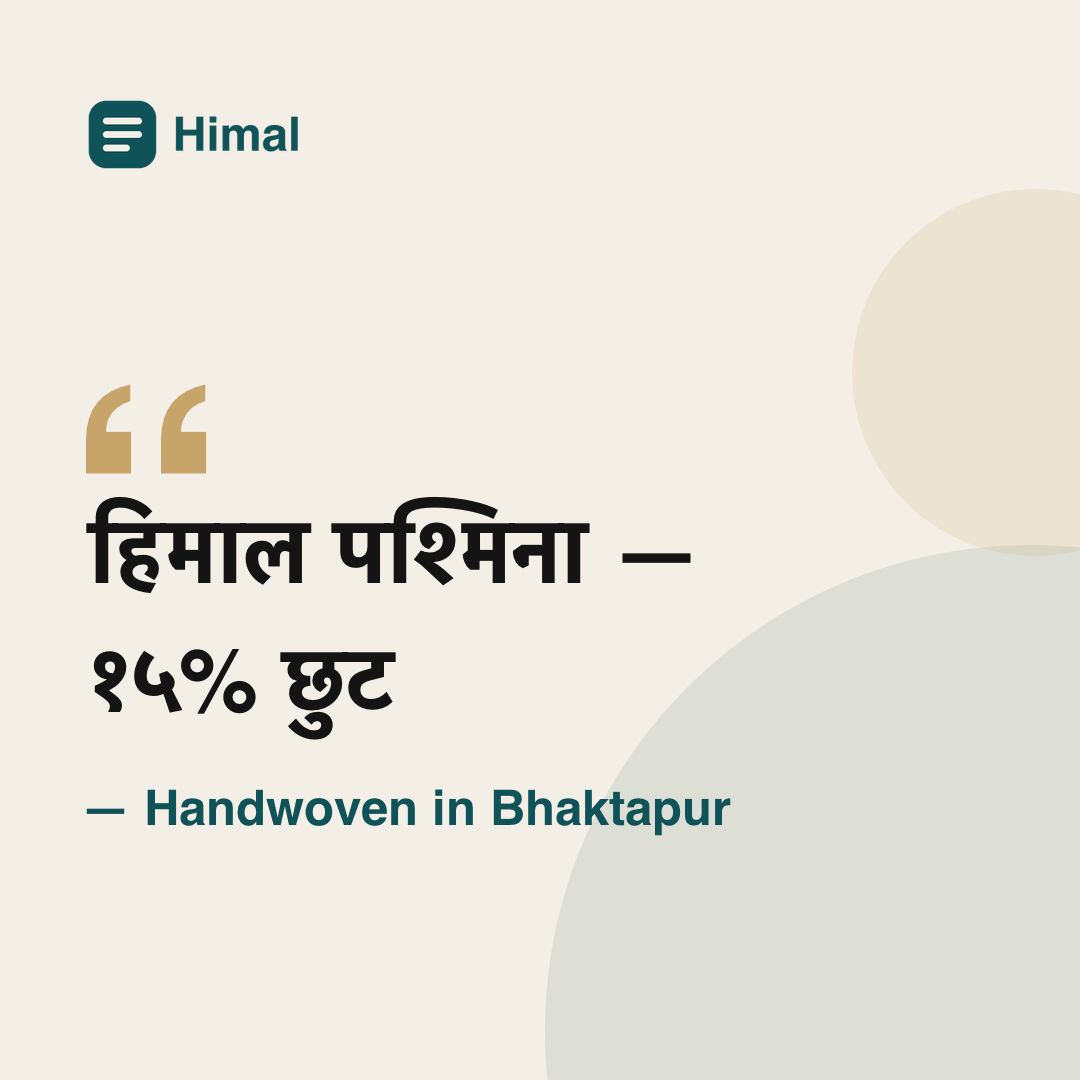 Himal
हिमाल पश्मिना —
१५% छुट
— Handwoven in Bhaktapur